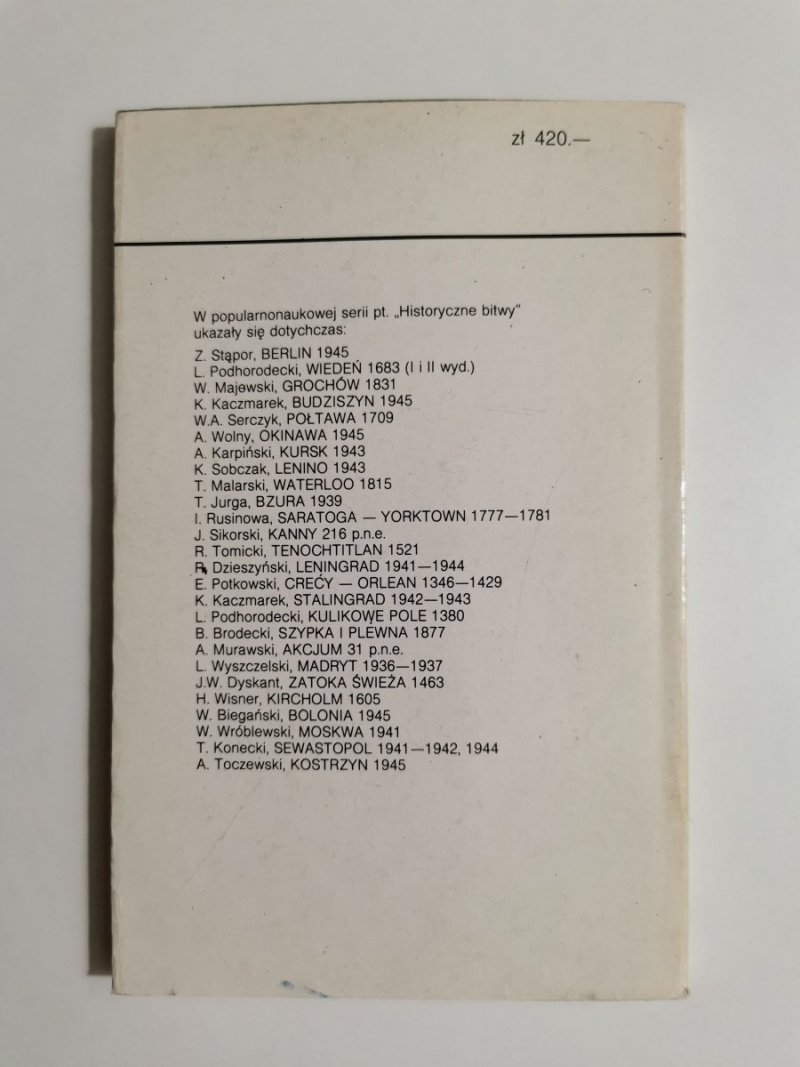 zł 420.—
W popularnonaukowej serii pt. „Historyczne bitwy”
ukazały się dotychczas:
Z. Stąpor, BERLIN 1945
L. Podhorodecki, WIEDEŃ 1683 (I i II wyd.)
W. Majewski, GROCHÓW 1831
K. Kaczmarek, BUDZISZYN 1945
W.A. Serczyk, POŁTAWA 1709
A. Wolny, OKINAWA 1945
A. Karpiński, KURSK 1943
K. Sobczak, LENINO 1943
T. Malarski, WATERLOO 1815
T. Jurga, BZURA 1939
I. Rusinowa, SARATOGA — YORKTOWN 1777—1781
J. Sikorski, KANNY 216 p.n.e.
R. Tomicki, TENOCHTITLAN 1521
R. Dzieszyński, LENINGRAD 1941—1944
E. Potkowski, CREĆY — ORLEAN 1346—1429
K. Kaczmarek, STALINGRAD 1942—1943
L. Podhorodecki, KULIKOWE POLE 1380
B. Brodecki, SZYPKA I PLEWNA 1877
A. Murawski, AKCJUM 31 p.n.e.
L. Wyszczelski, MADRYT 1936—1937
J.W. Dyskant, ZATOKA ŚWIEŻA 1463
H. Wisner, KIRCHOLM 1605
W. Biegański, BOLONIA 1945
W. Wróblewski, MOSKWA 1941
T. Konecki, SEWASTOPOL 1941—1942, 1944
A. Toczewski, KOSTRZYN 1945